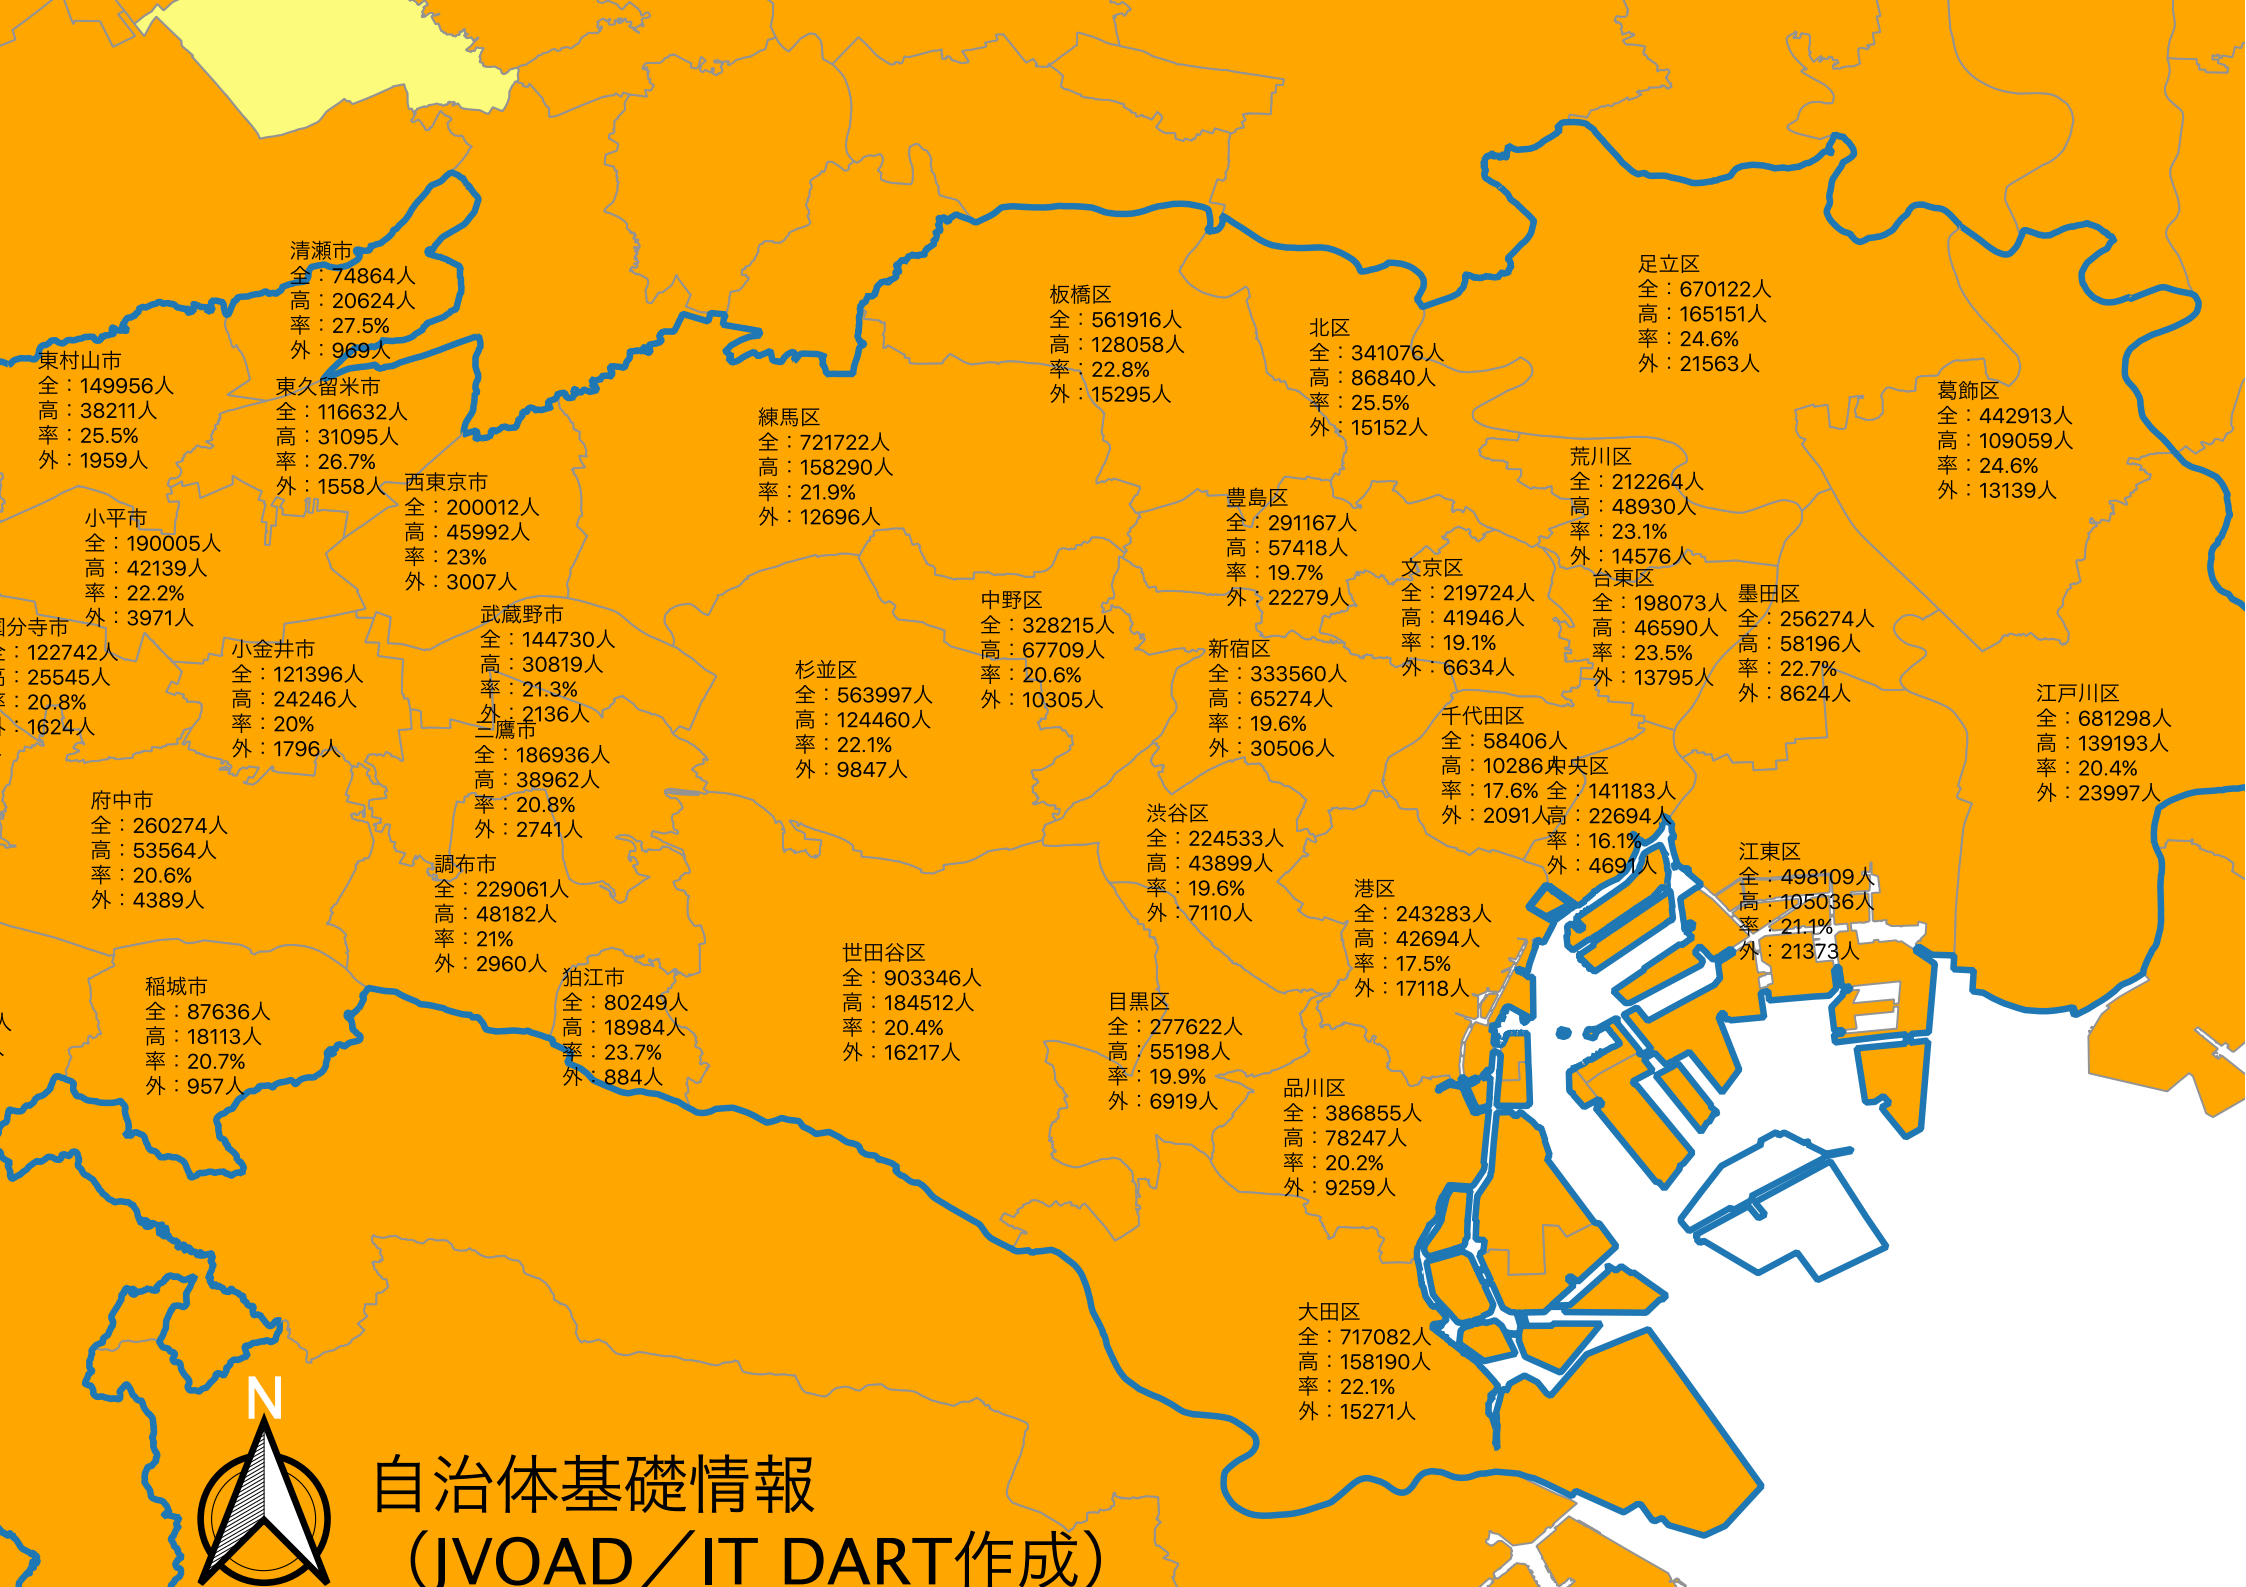 清瀬市
全：74864人
高：20624人
率：27.5%
外：969人
東村山市
全：149956人
高：38211人
率：25.5%
外：1959人
東久留米市
全：116632人
高：31095人
率：26.7%
外：1558人
西東京市
全：200012人
高：45992人
率：23%
外：3007人
小平市
全：190005人
高：42139人
率：22.2%
外：3971人
分寺市
：122742人
：25545人
：20.8%
：1624人
小金井市
全：121396人
高：24246人
率：20%
外：1796人
武蔵野市
全：144730人
高：30819人
率：21.3%
外：2136人
三鷹市
全：186936人
高：38962人
率：20.8%
外：2741人
府中市
全：260274人
高：53564人
率：20.6%
外：4389人
調布市
全：229061人
高：48182人
率：21%
外：2960人
狛江市
全：80249人
高：18984人
率：23.7%
外：884人
稲城市
全：87636人
高：18113人
率：20.7%
外：957人
人
板橋区
全：561916人
高：128058人
率：22.8%
外：15295人
北区
全：341076人
高：86840人
率：25.5%
外：15152人
足立区
全：670122人
高：165151人
率：24.6%
外：21563人
葛飾区
全：442913人
高：109059人
率：24.6%
外：13139人
練馬区
全：721722人
高：158290人
率：21.9%
外：12696人
豊島区
全：291167人
高：57418人
率：19.7%
外：22279人
荒川区
全：212264人
高：48930人
率：23.1%
外：14576人
文京区
全：219724人
高：41946人
率：19.1%
外：6634人
台東区
全：198073人
高：46590人
率：23.5%
外：13795人
墨田区
全：256274人
高：58196人
率：22.7%
外：8624人
中野区
全：328215人
高：67709人
率：20.6%
外：10305人
新宿区
全：333560人
高：65274人
率：19.6%
外：30506人
杉並区
全：563997人
高：124460人
率：22.1%
外：9847人
江戸川区
全：681298人
高：139193人
率：20.4%
外：23997人
千代田区
全：58406人
高：10286人
率：17.6%
外：2091人
中央区
全：141183人
高：22694人
率：16.1%
外：4691人
渋谷区
全：224533人
高：43899人
率：19.6%
外：7110人
江東区
全：498109人
高：105036人
率：21.1%
外：21373人
港区
全：243283人
高：42694人
率：17.5%
外：17118人
世田谷区
全：903346人
高：184512人
率：20.4%
外：16217人
目黒区
全：277622人
高：55198人
率：19.9%
外：6919人
品川区
全：386855人
高：78247人
率：20.2%
外：9259人
大田区
全：717082人
高：158190人
率：22.1%
外：15271人
N
自治体基礎情報
（JVOAD／IT DART作成）